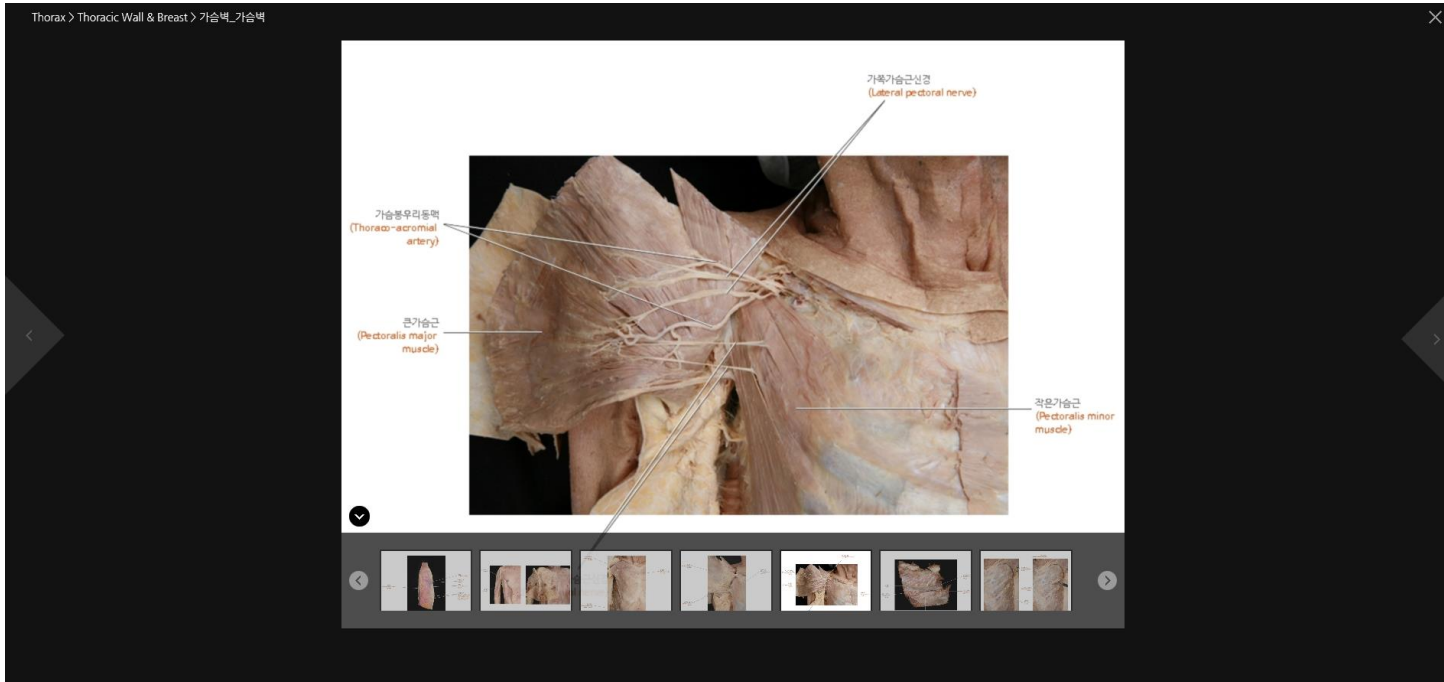 Thorax > Thoracic Wall & Breast > 가슴벽_가슴벽
가쪽가슴근신경
(Lateral pectoral nerve)
가슴봉우리동맥
(Thoraco-acromial
artery)
큰가슴근
(Pectoralis major
muscle)
작은가슴근
(Pectoralis minor
muscle)